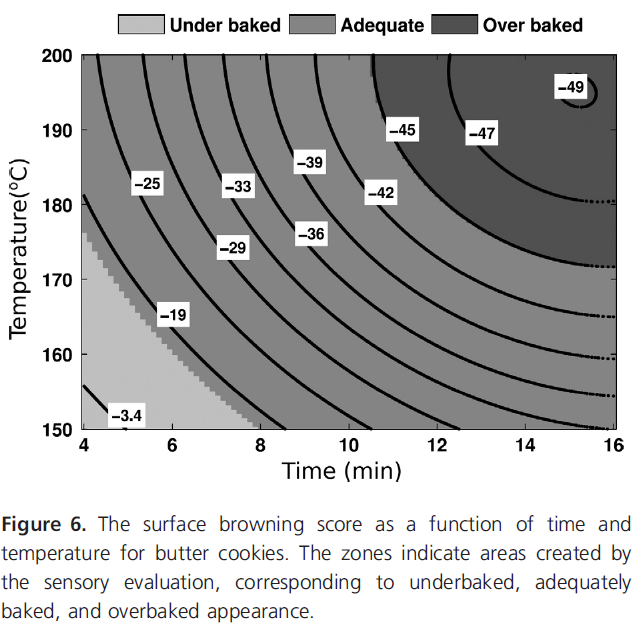 Under baked Adequate Over baked
200
190
180
170
160
150
Temperature(°C)
-49
-45
-47
-39
-42
-25
-33
-36
-29
-19
-3.4
4 6 8 10 12 14 16
Time (min)
Figure 6. The surface browning score as a function of time and
temperature for butter cookies. The zones indicate areas created by
the sensory evaluation, corresponding to underbaked, adequately
baked, and overbaked appearance.